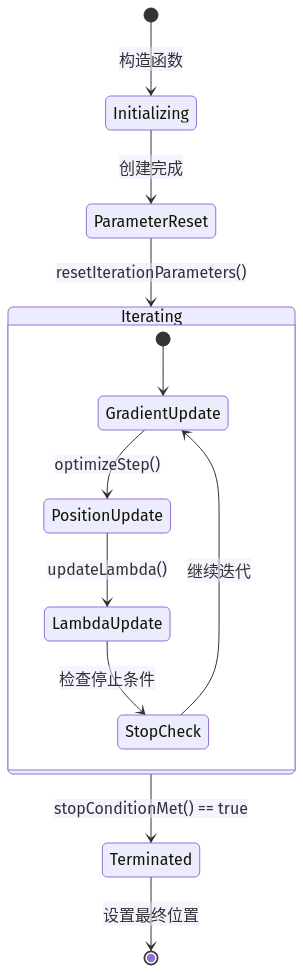 构造函数
Initializing
创建完成
ParameterReset
resetIterationParameters()
Iterating
GradientUpdate
optimizeStep()
PositionUpdate
updateLambda()
继续迭代
LambdaUpdate
检查停止条件
StopCheck
stopConditionMet() == true
Terminated
设置最终位置